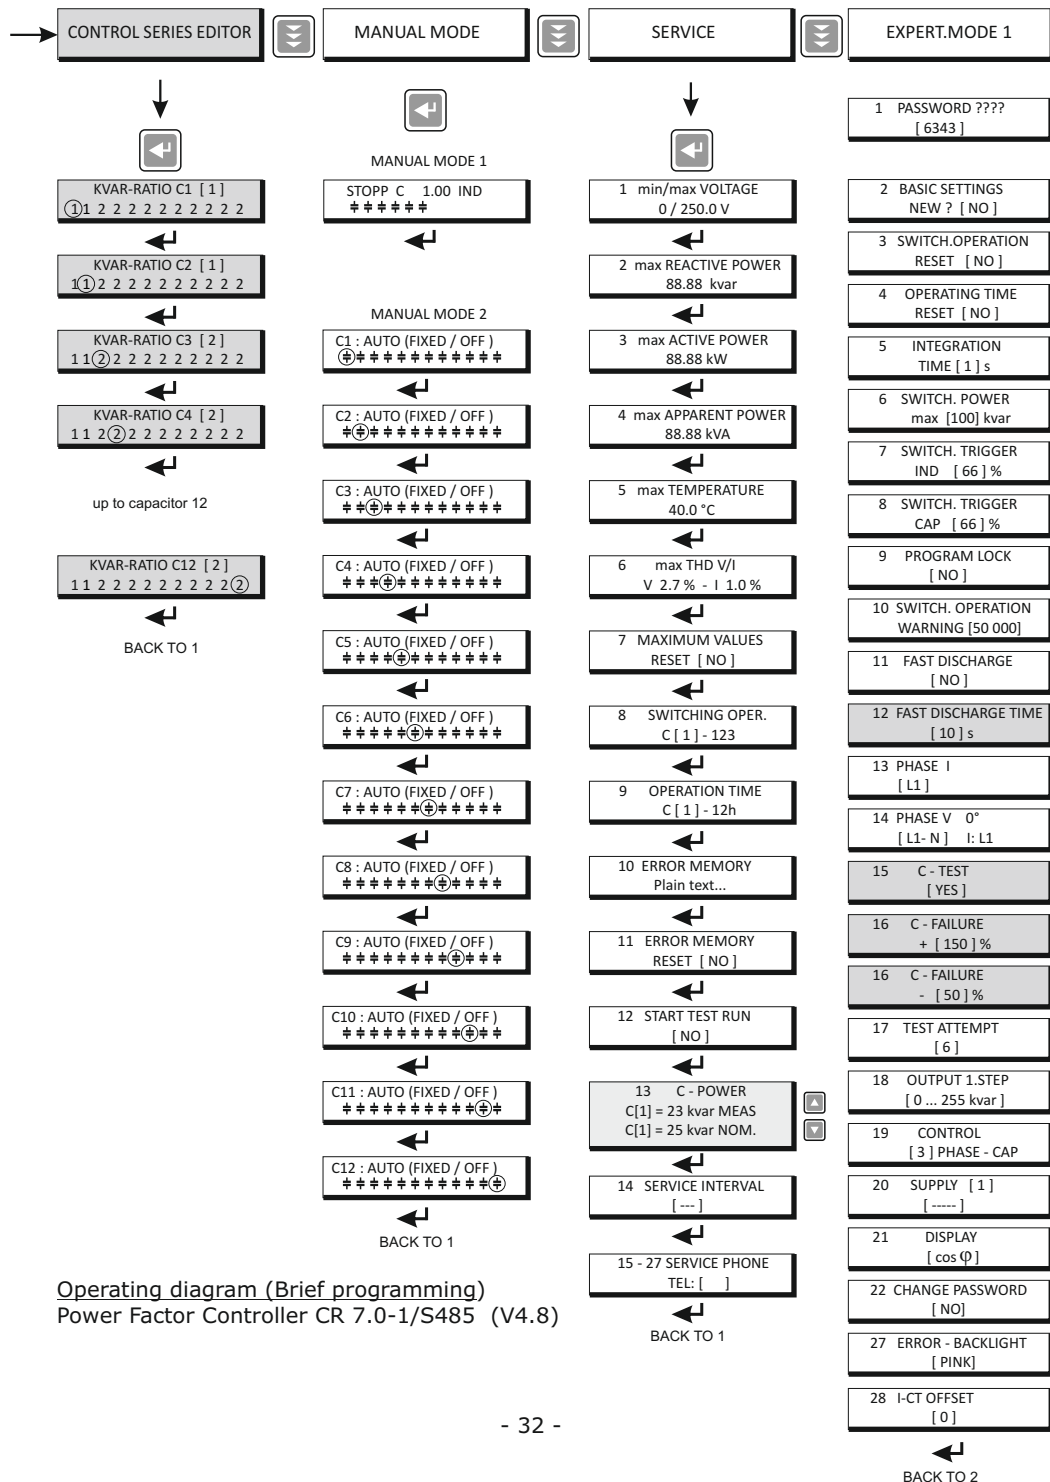 CONTROL SERIES EDITOR
KVAR-RATIO C1 [ 1 ]
1 1 2 2 2 2 2 2 2 2 2 2
KVAR-RATIO C2 [ 1 ]
1 1 2 2 2 2 2 2 2 2 2 2
KVAR-RATIO C3 [ 2 ]
1 1 2 2 2 2 2 2 2 2 2 2
KVAR-RATIO C4 [ 2 ]
1 1 2 2 2 2 2 2 2 2 2 2
up to capacitor 12
KVAR-RATIO C12 [ 2 ]
1 1 2 2 2 2 2 2 2 2 2 2
BACK TO 1
MANUAL MODE
MANUAL MODE 1
STOPP C 1.00 IND
MANUAL MODE 2
C1 : AUTO (FIXED / OFF )
C2 : AUTO (FIXED / OFF )
C3 : AUTO (FIXED / OFF )
C4 : AUTO (FIXED / OFF )
C5 : AUTO (FIXED / OFF )
C6 : AUTO (FIXED / OFF )
C7 : AUTO (FIXED / OFF )
C8 : AUTO (FIXED / OFF )
C9 : AUTO (FIXED / OFF )
C10 : AUTO (FIXED / OFF )
C11 : AUTO (FIXED / OFF )
C12 : AUTO (FIXED / OFF )
BACK TO 1
SERVICE
1 min/max VOLTAGE
0 / 250.0 V
2 max REACTIVE POWER
88.88 kvar
3 max ACTIVE POWER
88.88 kW
4 max APPARENT POWER
88.88 kVA
5 max TEMPERATURE
40.0 °C
6 max THD V/I
V 2.7 % - I 1.0 %
7 MAXIMUM VALUES
RESET [ NO ]
8 SWITCHING OPER.
C [ 1 ] - 123
9 OPERATION TIME
C [ 1 ] - 12h
10 ERROR MEMORY
Plain text...
11 ERROR MEMORY
RESET [ NO ]
12 START TEST RUN
[ NO ]
13 C - POWER
C[1] = 23 kvar MEAS
C[1] = 25 kvar NOM.
14 SERVICE INTERVAL
[ --- ]
15 - 27 SERVICE PHONE
TEL: [ ]
BACK TO 1
EXPERT.MODE 1
1 PASSWORD ????
[ 6343 ]
2 BASIC SETTINGS
NEW ? [ NO ]
3 SWITCH.OPERATION
RESET [ NO ]
4 OPERATING TIME
RESET [ NO ]
5 INTEGRATION
TIME [ 1 ] s
6 SWITCH. POWER
max [100] kvar
7 SWITCH. TRIGGER
IND [ 66 ] %
8 SWITCH. TRIGGER
CAP [ 66 ] %
9 PROGRAM LOCK
[ NO ]
10 SWITCH. OPERATION
WARNING [50 000]
11 FAST DISCHARGE
[ NO ]
12 FAST DISCHARGE TIME
[ 10 ] s
13 PHASE I
[ L1 ]
14 PHASE V 0°
[ L1- N ] I: L1
15 C - TEST
[ YES ]
16 C - FAILURE
+ [ 150 ] %
16 C - FAILURE
- [ 50 ] %
17 TEST ATTEMPT
[ 6 ]
18 OUTPUT 1.STEP
[ 0 ... 255 kvar ]
19 CONTROL
[ 3 ] PHASE - CAP
20 SUPPLY [ 1 ]
[ ----- ]
21 DISPLAY
[ cos φ ]
22 CHANGE PASSWORD
[ NO]
27 ERROR - BACKLIGHT
[ PINK]
28 I-CT OFFSET
[ 0 ]
BACK TO 2
Operating diagram (Brief programming)
Power Factor Controller CR 7.0-1/S485 (V4.8)
- 32 -